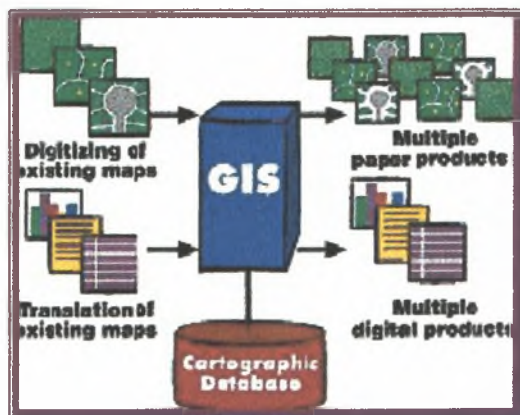 Digitizing of
existing maps
GIS
Multiple
paper products
Translation of
existing maps
Multiple
digital products
Cartographic
Database